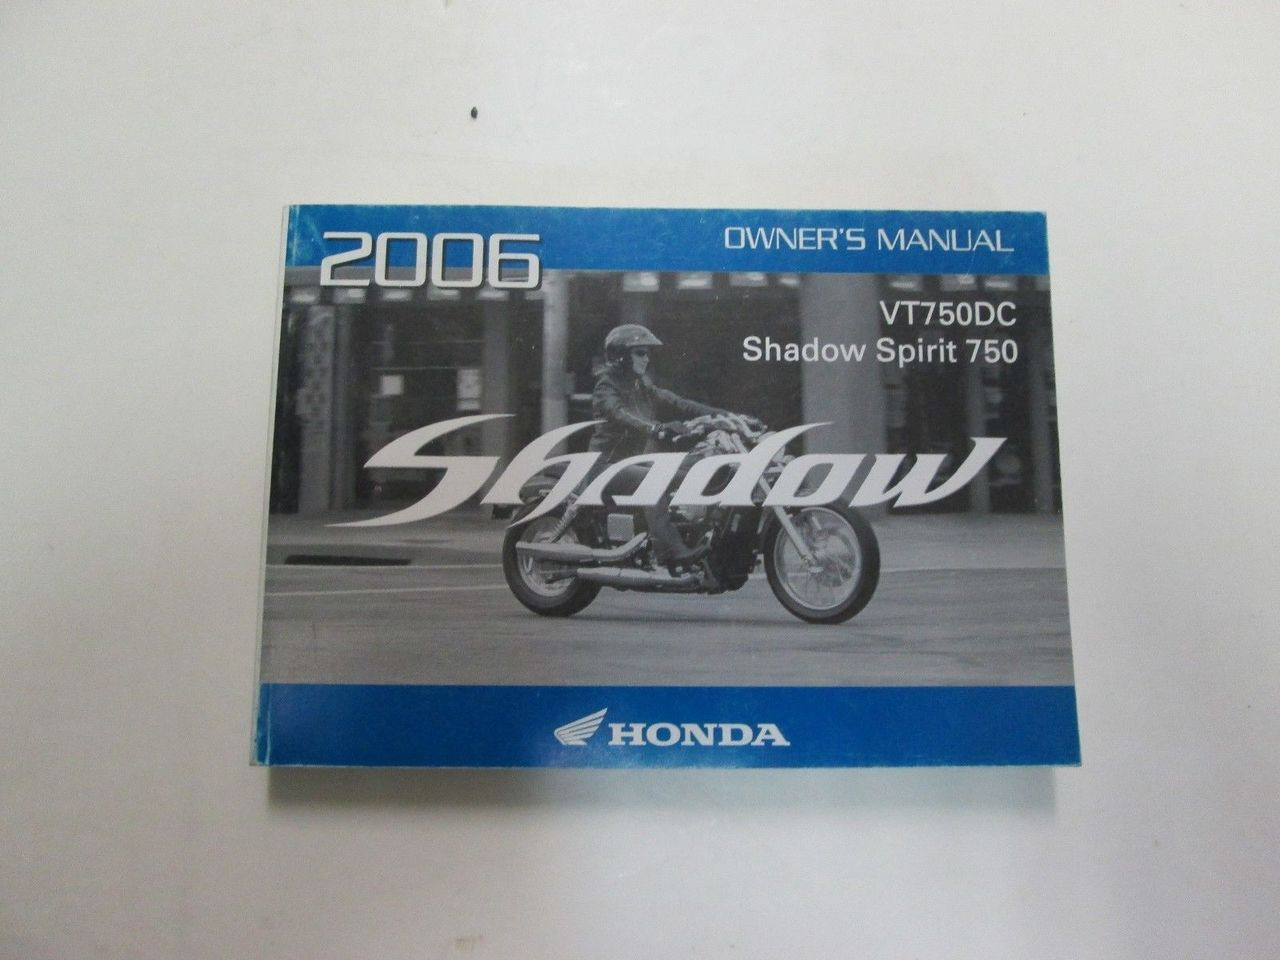 2006
OWNER'S MANUAL
VT750DC
Shadow Spirit 750
Shadow
HONDA